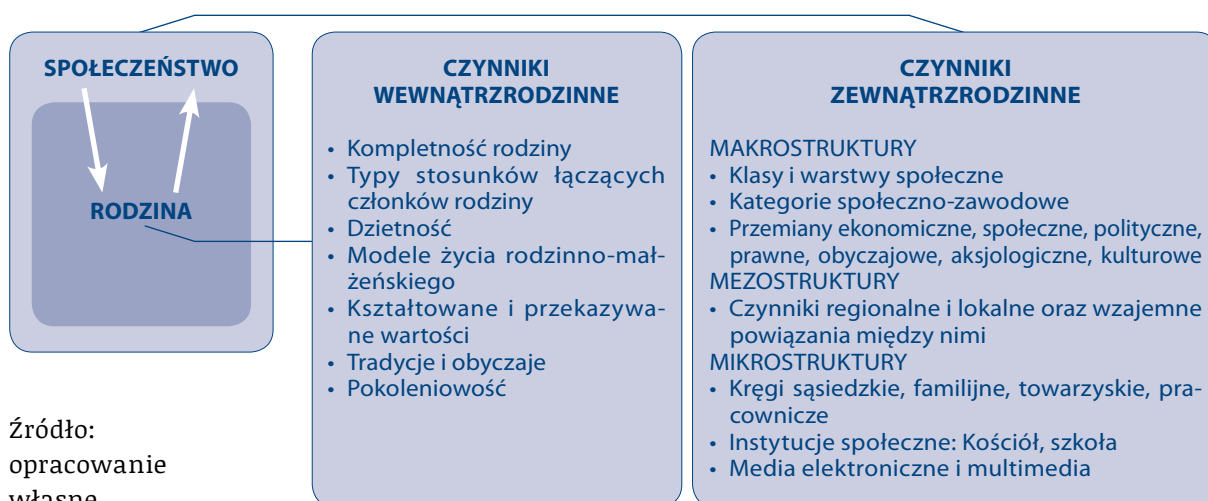 SPOŁECZEŃSTWO
RODZINA
CZYNNIKI
WEWNĄTRZRODZINNE
• Kompletność rodziny
• Typy stosunków łączących
członków rodziny
• Dzietność
• Modele życia rodzinno-mał-
żeńskiego
• Kształtowane i przekazywa-
ne wartości
• Tradycje i obyczaje
• Pokoleniowość
CZYNNIKI
ZEWNĄTRZRODZINNE
MAKROSTRUKTURY
• Klasy i warstwy społeczne
• Kategorie społeczno-zawodowe
• Przemiany ekonomiczne, społeczne, polityczne,
prawne, obyczajowe, aksjologiczne, kulturowe
MEZOSTRUKTURY
• Czynniki regionalne i lokalne oraz wzajemne
powiązania między nimi
MIKROSTRUKTURY
• Kręgi sąsiedzkie, familijne, towarzyskie, pra-
cownicze
• Instytucje społeczne: Kościół, szkoła
• Media elektroniczne i multimedia
Źródło:
opracowanie
własne